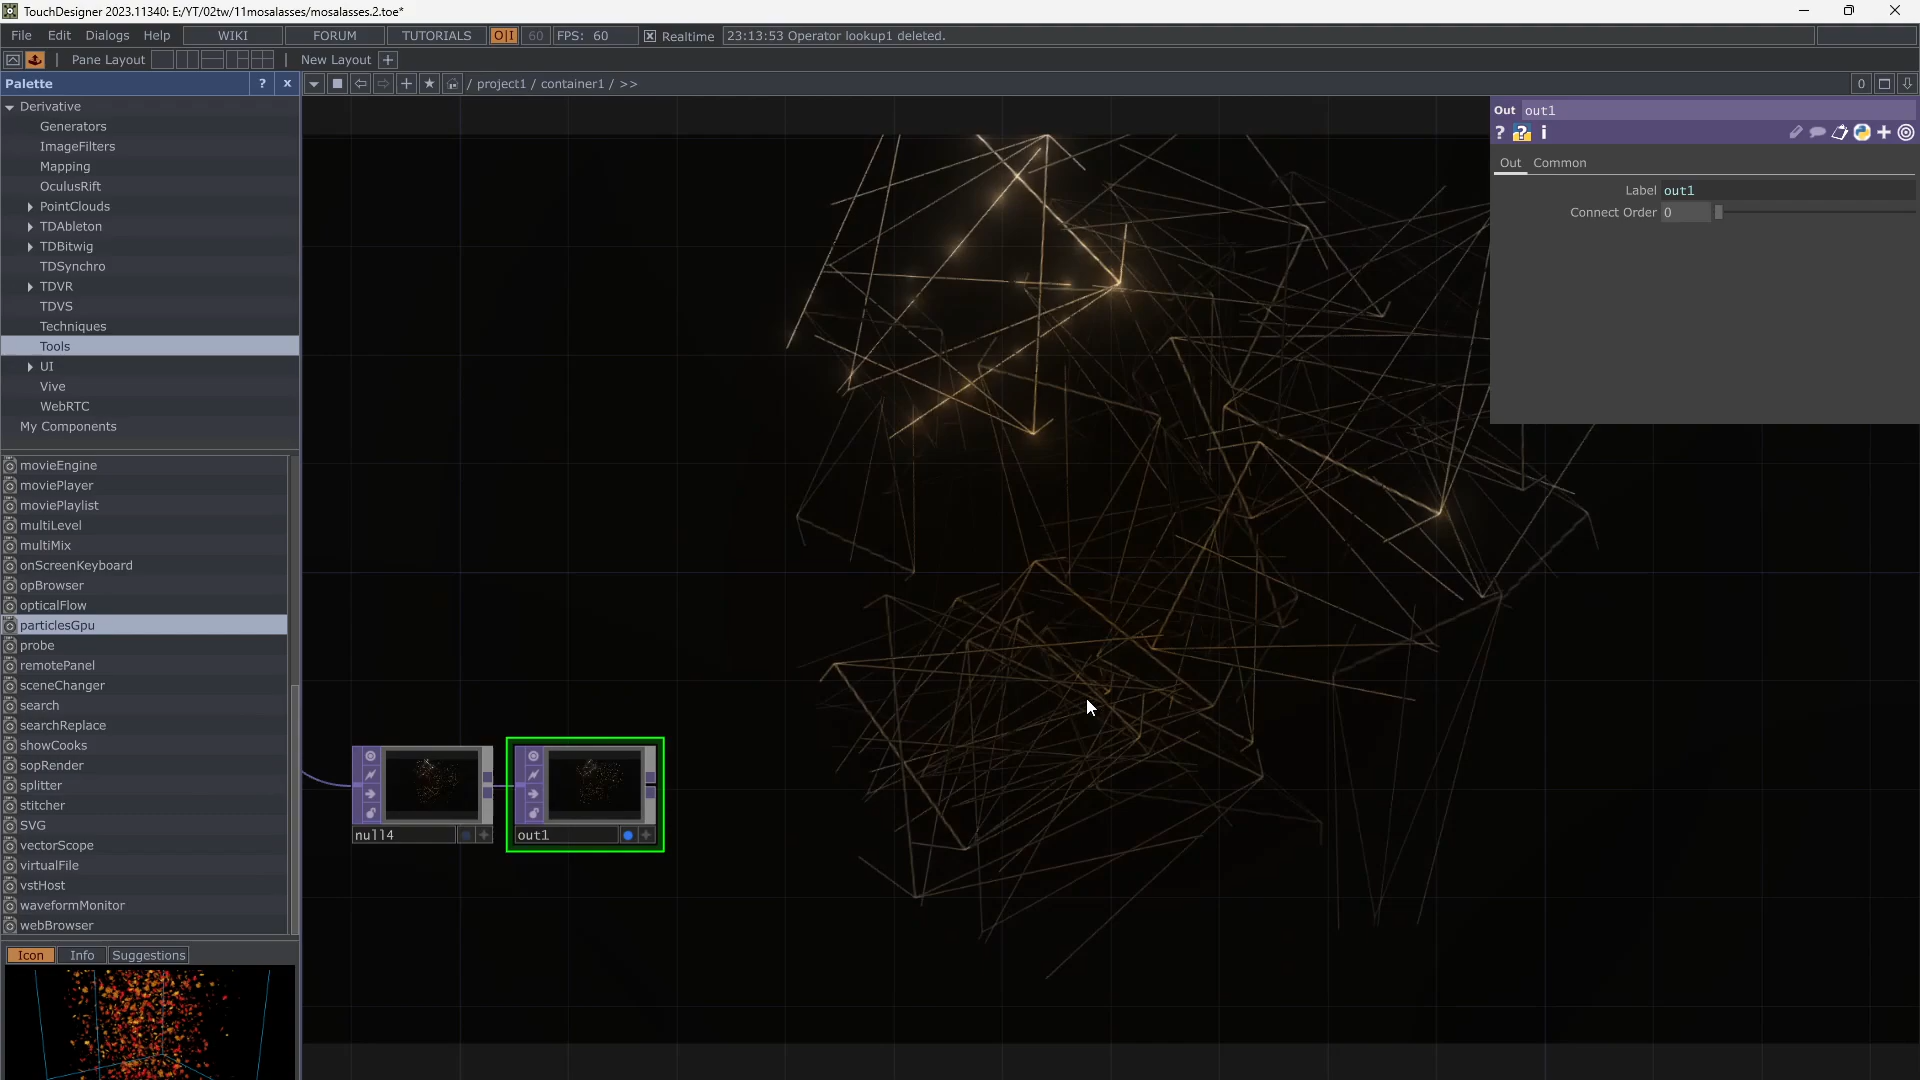 TouchDesigner 2023.11340: E:/YT/02tw/11mosalasses/mosalasses.2.toe*
File Edit Dialogs Help WIKI FORUM TUTORIALS O|I 60 FPS: 60 Realtime 23:13:53 Operator lookup1 deleted.
Pane Layout New Layout +
Palette ? x / project1 / container1 / >> 0
Derivative
Generators
ImageFilters
Mapping
OculusRift
PointClouds
TDAbleton
TDBitwig
TDSynchro
TDVR
TDVS
Techniques
Tools
UI
Vive
WebRTC
My Components
movieEngine
moviePlayer
moviePlaylist
multiLevel
multiMix
onScreenKeyboard
opBrowser
opticalFlow
particlesGpu
probe
remotePanel
sceneChanger
search
searchReplace
showCooks
sopRender
splitter
stitcher
SVG
vectorScope
virtualFile
vstHost
waveformMonitor
webBrowser
Icon Info Suggestions
null4 out1
Out out1
? ? i
Out Common
Label out1
Connect Order 0